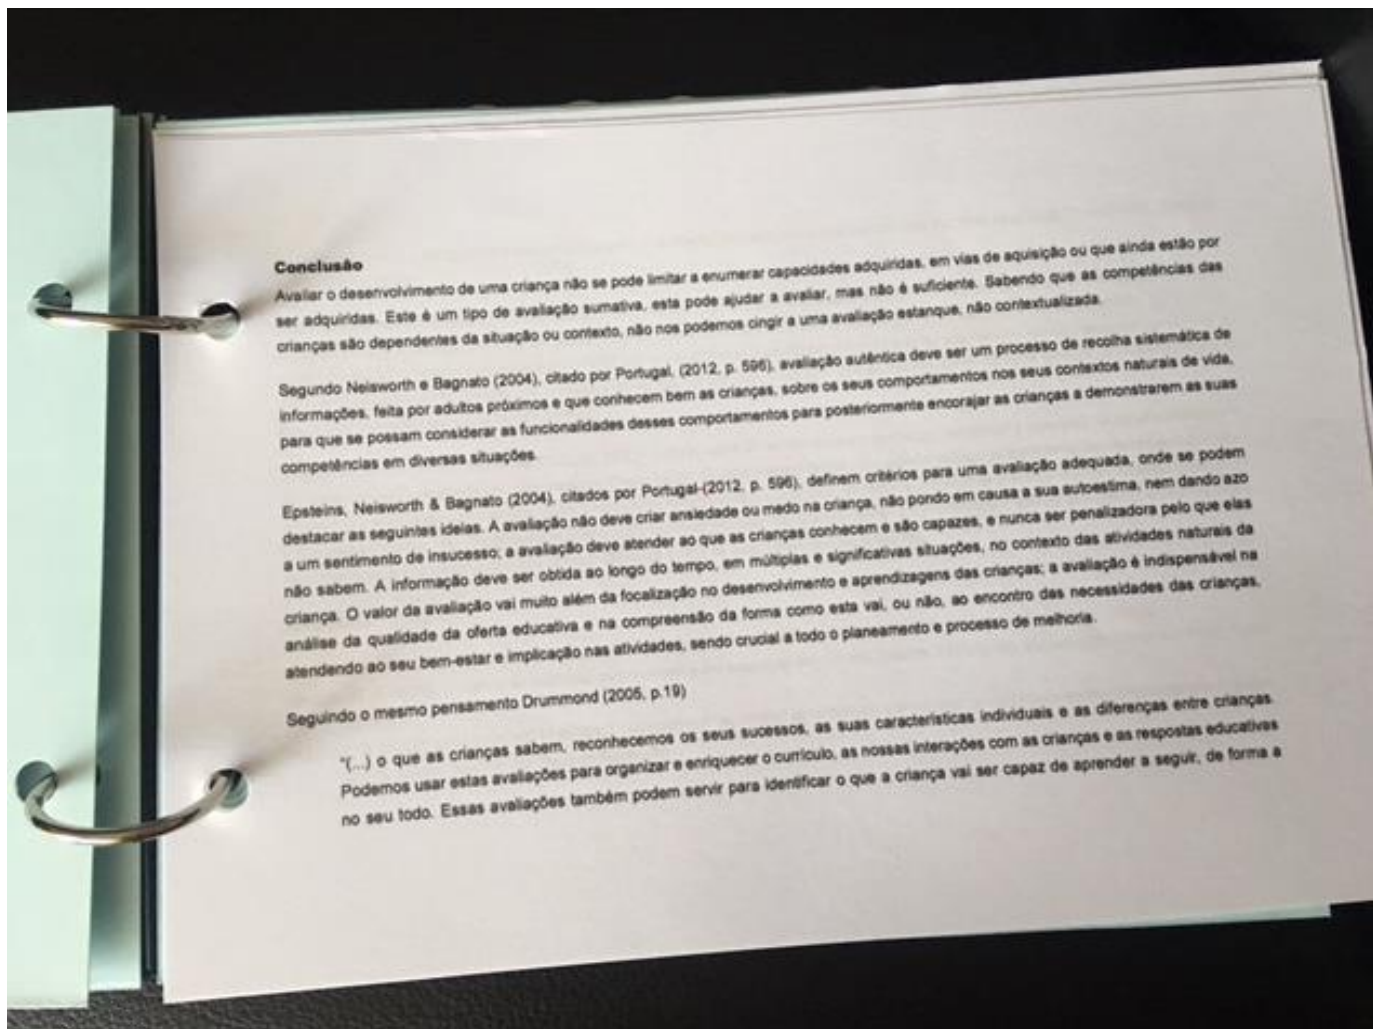 Conclusão
Avaliar o desenvolvimento de uma criança não se pode limitar a enumerar capacidades adquiridas, em vias de aquisição ou que ainda estão por
ser adquiridas. Este é um tipo de avaliação sumativa, esta pode ajudar a avaliar, mas não é suficiente. Sabendo que as competências das
crianças são dependentes da situação ou contexto, não nos podemos cingir a uma avaliação estanque, não contextualizada.
Segundo Neisworth e Bagnato (2004), citado por Portugal, (2012, p. 596), avaliação autêntica deve ser um processo de recolha sistemática de
informações, feita por adultos próximos e que conhecem bem as crianças, sobre os seus comportamentos nos seus contextos naturais de vida,
para que se possam considerar as funcionalidades desses comportamentos para posteriormente encorajar as crianças a demonstrarem as suas
competências em diversas situações.
Epsteins, Neisworth & Bagnato (2004), citados por Portugal (2012, p. 596), definem critérios para uma avaliação adequada, onde se podem
destacar as seguintes ideias. A avaliação não deve criar ansiedade ou medo na criança, não pondo em causa a sua autoestima, nem dando azo
a um sentimento de insucesso; a avaliação deve atender ao que as crianças conhecem e são capazes, e nunca ser penalizadora pelo que elas
não sabem. A informação deve ser obtida ao longo do tempo, em múltiplas e significativas situações, no contexto das atividades naturais da
criança. O valor da avaliação vai muito além da focalização no desenvolvimento e aprendizagens das crianças; a avaliação é indispensável na
análise da qualidade da oferta educativa e na compreensão da forma como esta vai, ou não, ao encontro das necessidades das crianças,
atendendo ao seu bem-estar e implicação nas atividades, sendo crucial a todo o planeamento e processo de melhoria.
Seguindo o mesmo pensamento Drummond (2005, p.19)
"(...) o que as crianças sabem, reconhecemos os seus sucessos, as suas características individuais e as diferenças entre crianças.
Podemos usar estas avaliações para organizar e enriquecer o currículo, as nossas interações com as crianças e as respostas educativas
no seu todo. Essas avaliações também podem servir para identificar o que a criança vai ser capaz de aprender a seguir, de forma a